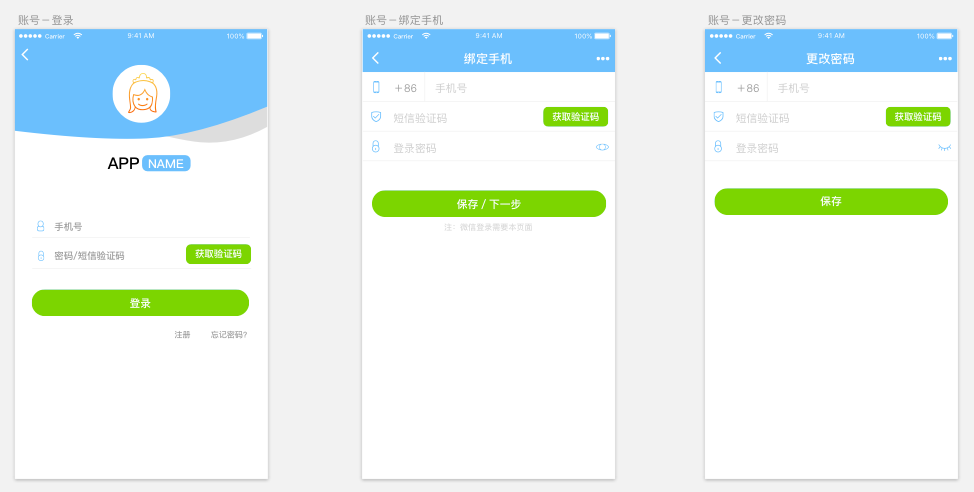 账号－登录
Carrier
9:41 AM
100%
APP NAME
手机号
密码/短信验证码
获取验证码
登录
注册
忘记密码?
账号－绑定手机
Carrier
9:41 AM
100%
绑定手机
＋86
手机号
短信验证码
获取验证码
登录密码
保存 / 下一步
注：微信登录需要本页面
账号－更改密码
Carrier
9:41 AM
100%
更改密码
＋86
手机号
短信验证码
获取验证码
登录密码
保存